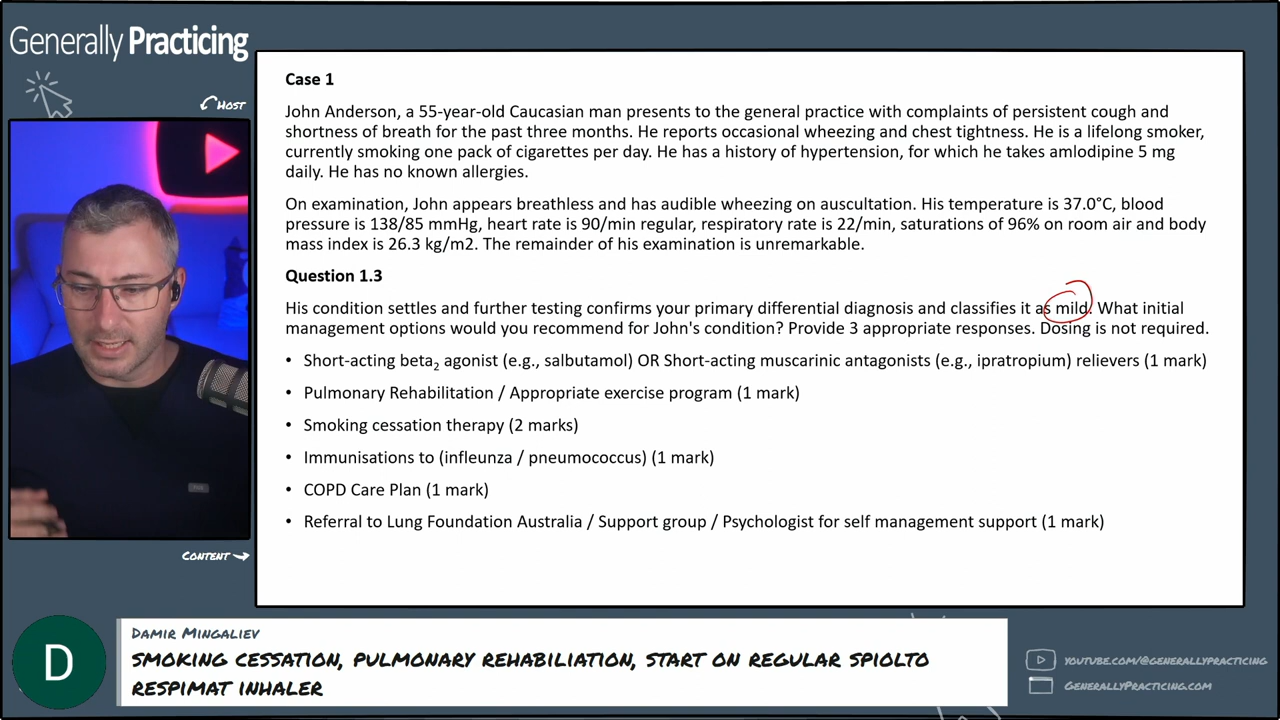 Generally Practicing
Host
Case 1
John Anderson, a 55-year-old Caucasian man presents to the general practice with complaints of persistent cough and
shortness of breath for the past three months. He reports occasional wheezing and chest tightness. He is a lifelong smoker,
currently smoking one pack of cigarettes per day. He has a history of hypertension, for which he takes amlodipine 5 mg
daily. He has no known allergies.
On examination, John appears breathless and has audible wheezing on auscultation. His temperature is 37.0°C, blood
pressure is 138/85 mmHg, heart rate is 90/min regular, respiratory rate is 22/min, saturations of 96% on room air and body
mass index is 26.3 kg/m2. The remainder of his examination is unremarkable.
Question 1.3
His condition settles and further testing confirms your primary differential diagnosis and classifies it as mild. What initial
management options would you recommend for John's condition? Provide 3 appropriate responses. Dosing is not required.
• Short-acting beta₂ agonist (e.g., salbutamol) OR Short-acting muscarinic antagonists (e.g., ipratropium) relievers (1 mark)
• Pulmonary Rehabilitation / Appropriate exercise program (1 mark)
• Smoking cessation therapy (2 marks)
• Immunisations to (infleunza / pneumococcus) (1 mark)
• COPD Care Plan (1 mark)
• Referral to Lung Foundation Australia / Support group / Psychologist for self management support (1 mark)
Content
D
Damir Mingaliev
SMOKING CESSATION, PULMONARY REHABILIATION, START ON REGULAR SPIOLTO
RESPIMAT INHALER
YOUTUBE.COM/@GENERALLYPRACTICING
GENERALLYPRACTICING.COM